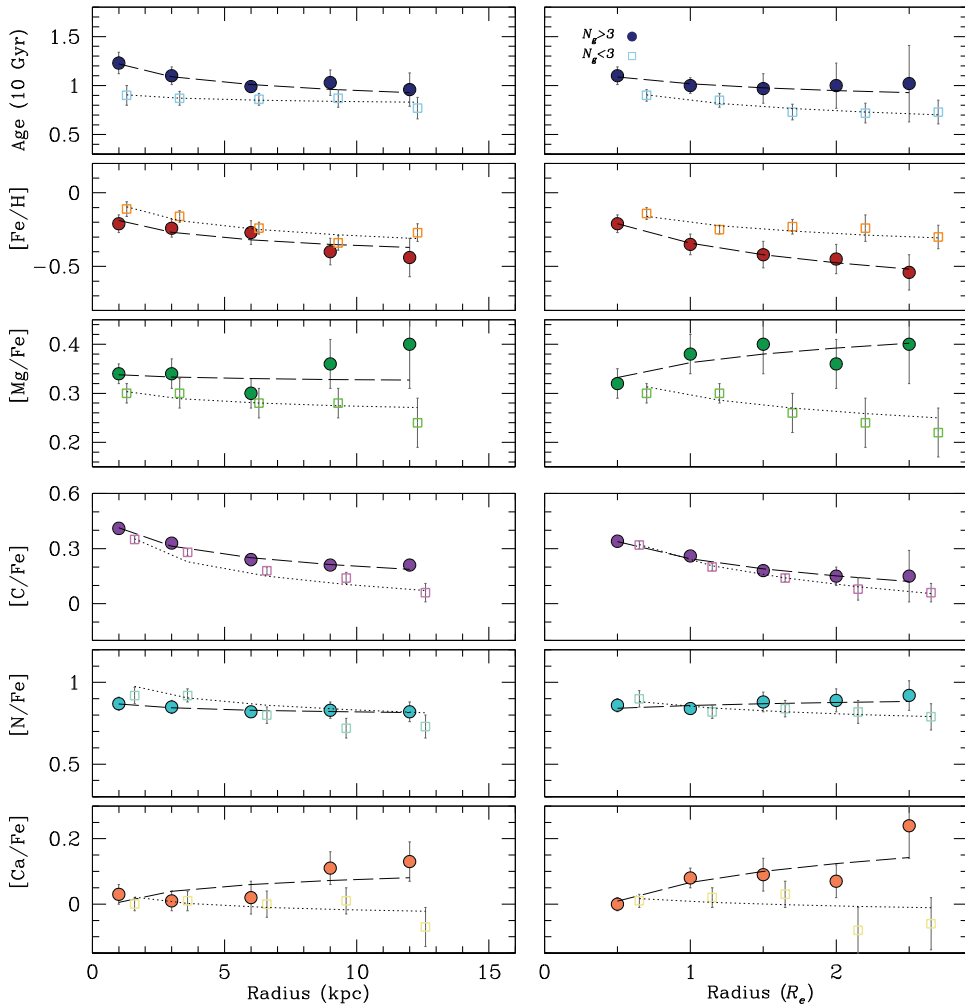 N_g>3
N_g<3
Age (10 Gyr)
1.5
1
0.5
[Fe/H]
0
−0.5
[Mg/Fe]
0.4
0.3
0.2
[C/Fe]
0.6
0.3
0
[N/Fe]
1
0.5
[Ca/Fe]
0.2
0
0 5 10 15
0 1 2
Radius (kpc)
Radius (R_e)